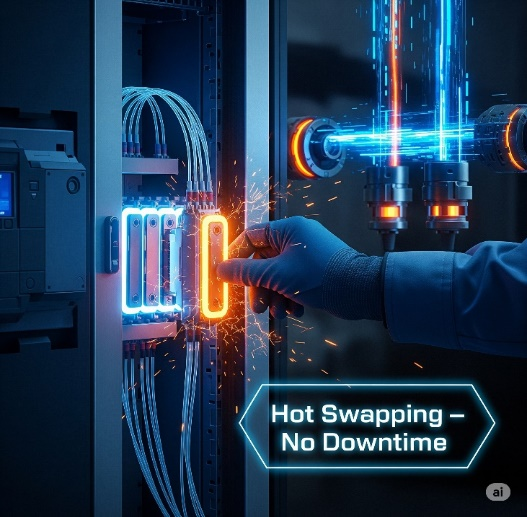 Hot Swapping –
No Downtime
ai